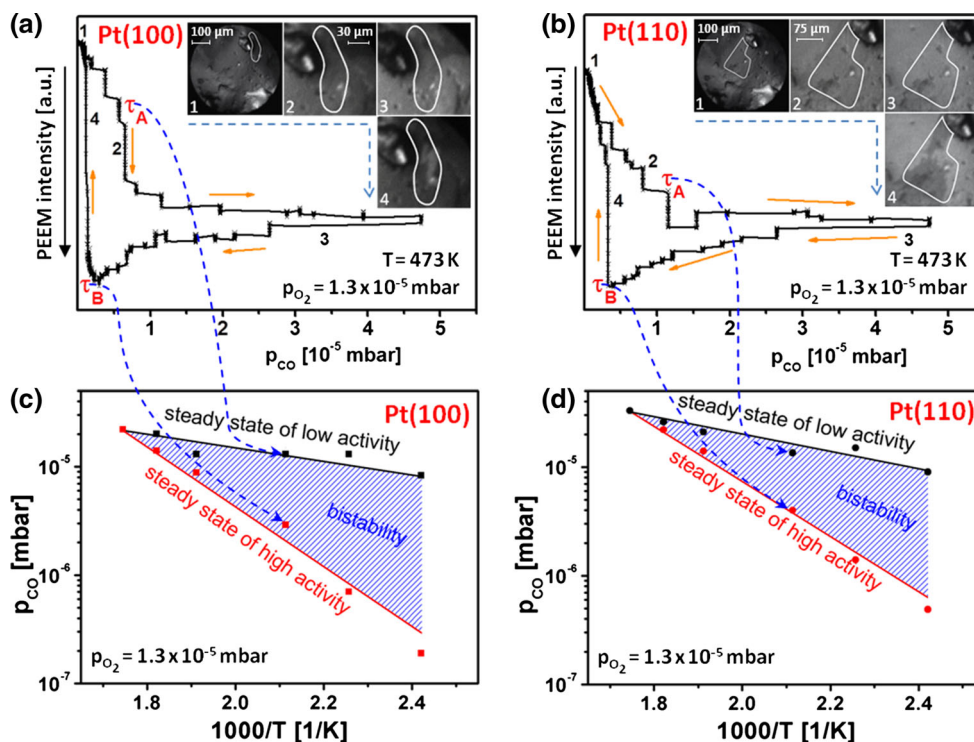 (a)
Pt(100)
100 µm
30 µm
1
2
3
4
1
2
3
4
τA
τB
T = 473 K
pO₂ = 1.3 x 10⁻⁵ mbar
PEEM intensity [a.u.]
1 2 3 4 5
pCO [10⁻⁵ mbar]
(b)
Pt(110)
100 µm
75 µm
1
2
3
4
1
2
3
4
τA
τB
T = 473 K
pO₂ = 1.3 x 10⁻⁵ mbar
PEEM intensity [a.u.]
1 2 3 4 5
pCO [10⁻⁵ mbar]
(c)
Pt(100)
steady state of low activity
bistability
steady state of high activity
pO₂ = 1.3 x 10⁻⁵ mbar
pCO [mbar]
10⁻⁵
10⁻⁶
10⁻⁷
1.8 2.0 2.2 2.4
1000/T [1/K]
(d)
Pt(110)
steady state of low activity
bistability
steady state of high activity
pO₂ = 1.3 x 10⁻⁵ mbar
pCO [mbar]
10⁻⁵
10⁻⁶
10⁻⁷
1.8 2.0 2.2 2.4
1000/T [1/K]